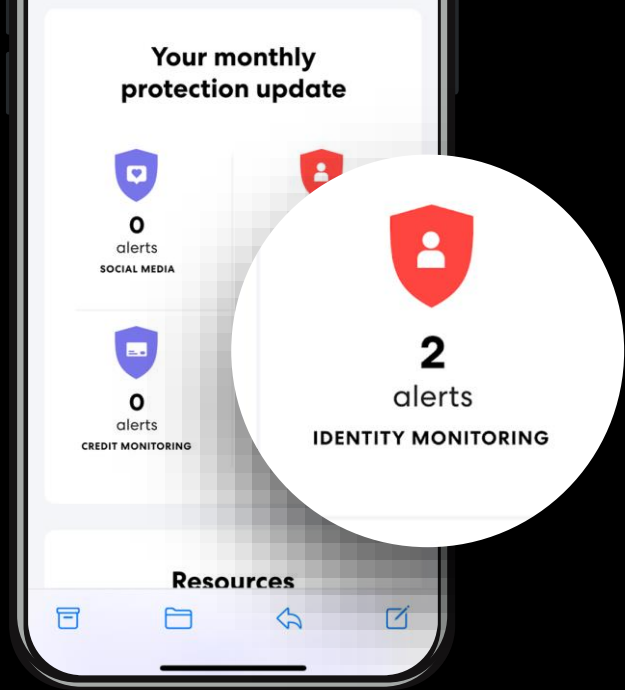 Your monthly
protection update
0
alerts
SOCIAL MEDIA
2
alerts
IDENTITY MONITORING
0
alerts
CREDIT MONITORING
Resources